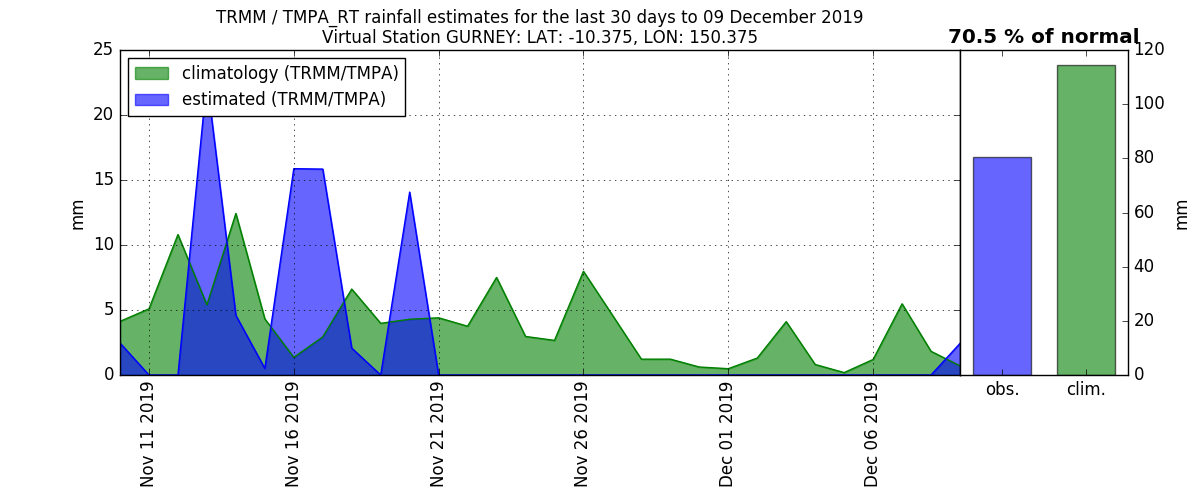 TRMM / TMPA_RT rainfall estimates for the last 30 days to 09 December 2019
Virtual Station GURNEY: LAT: -10.375, LON: 150.375
70.5 % of normal
climatology (TRMM/TMPA)
estimated (TRMM/TMPA)
25
20
15
10
5
0
mm
Nov 11 2019
Nov 16 2019
Nov 21 2019
Nov 26 2019
Dec 01 2019
Dec 06 2019
obs.
clim.
120
100
80
60
40
20
0
mm